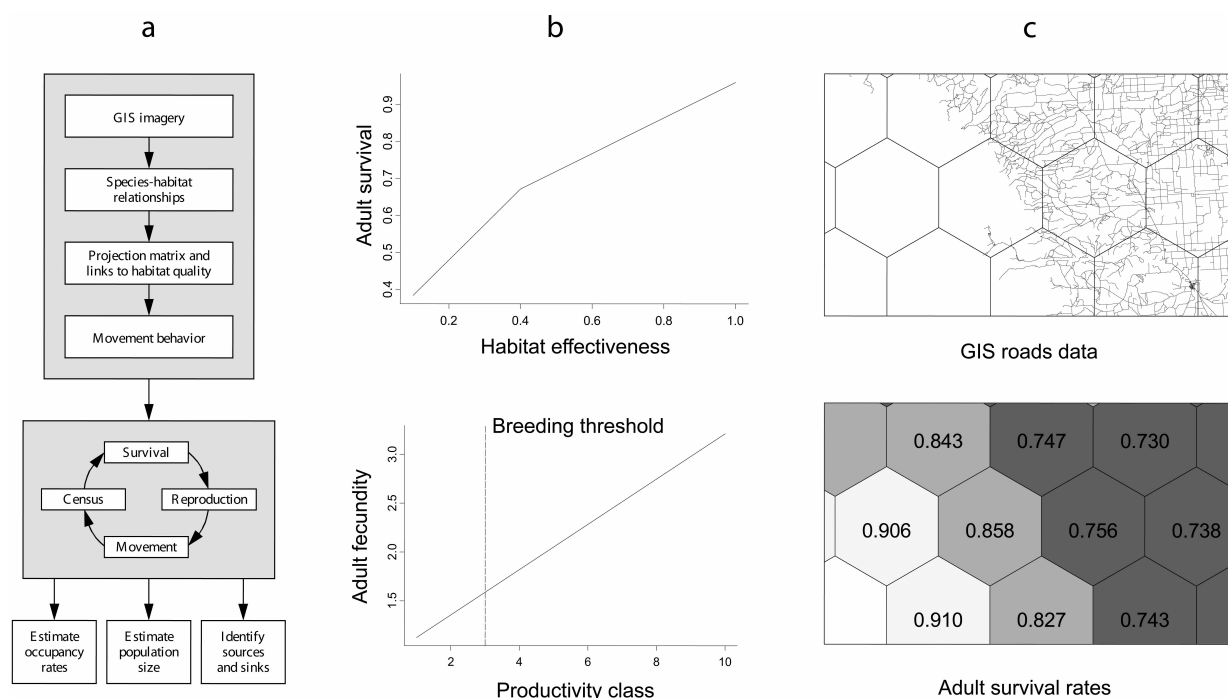 a
GIS imagery
Species-habitat
relationships
Projection matrix and
links to habitat quality
Movement behavior
Survival
Census
Reproduction
Movement
Estimate
occupancy
rates
Estimate
population
size
Identify
sources
and sinks
b
Adult survival
0.9
0.8
0.7
0.6
0.5
0.4
0.2 0.4 0.6 0.8 1.0
Habitat effectiveness
Breeding threshold
Adult fecundity
3.0
2.5
2.0
1.5
2 4 6 8 10
Productivity class
c
GIS roads data
0.843 0.747 0.730
0.906 0.858 0.756 0.738
0.910 0.827 0.743
Adult survival rates